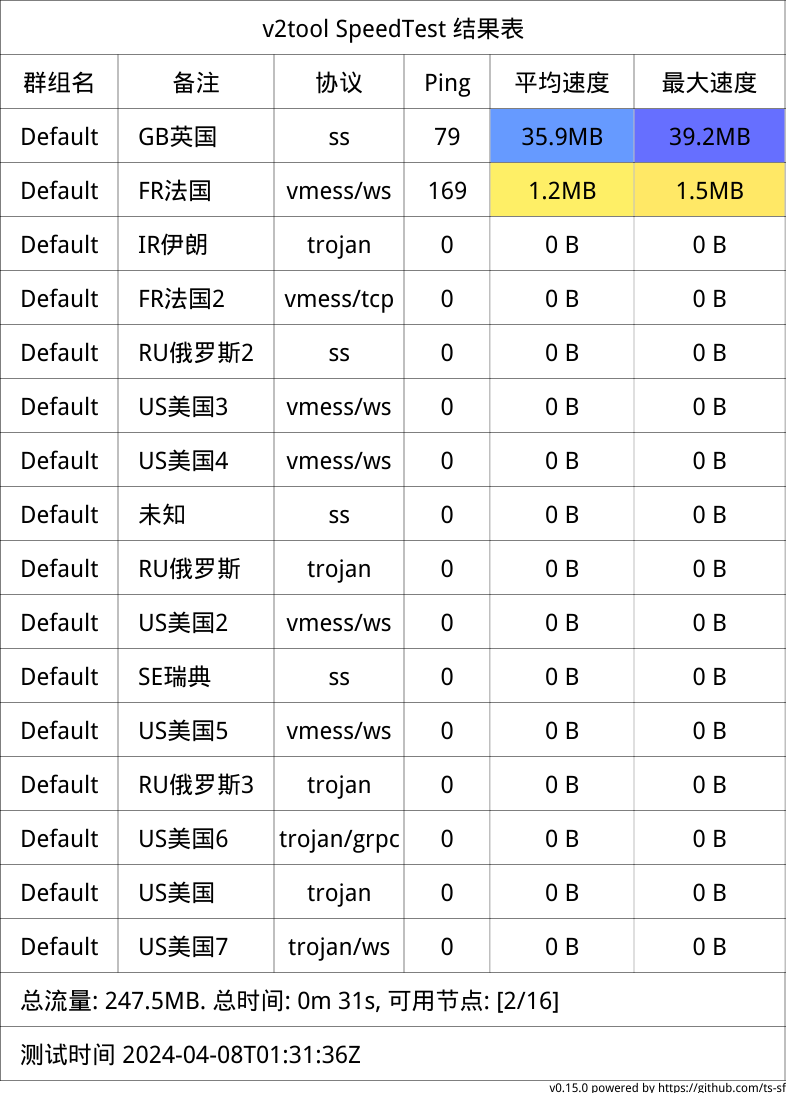 v2tool SpeedTest 结果表
群组名 备注 协议 Ping 平均速度 最大速度
Default GB英国 ss 79 35.9MB 39.2MB
Default FR法国 vmess/ws 169 1.2MB 1.5MB
Default IR伊朗 trojan 0 0 B 0 B
Default FR法国2 vmess/tcp 0 0 B 0 B
Default RU俄罗斯2 ss 0 0 B 0 B
Default US美国3 vmess/ws 0 0 B 0 B
Default US美国4 vmess/ws 0 0 B 0 B
Default 未知 ss 0 0 B 0 B
Default RU俄罗斯 trojan 0 0 B 0 B
Default US美国2 vmess/ws 0 0 B 0 B
Default SE瑞典 ss 0 0 B 0 B
Default US美国5 vmess/ws 0 0 B 0 B
Default RU俄罗斯3 trojan 0 0 B 0 B
Default US美国6 trojan/grpc 0 0 B 0 B
Default US美国 trojan 0 0 B 0 B
Default US美国7 trojan/ws 0 0 B 0 B
总流量: 247.5MB. 总时间: 0m 31s, 可用节点: [2/16]
测试时间 2024-04-08T01:31:36Z
v0.15.0 powered by https://github.com/ts-sf